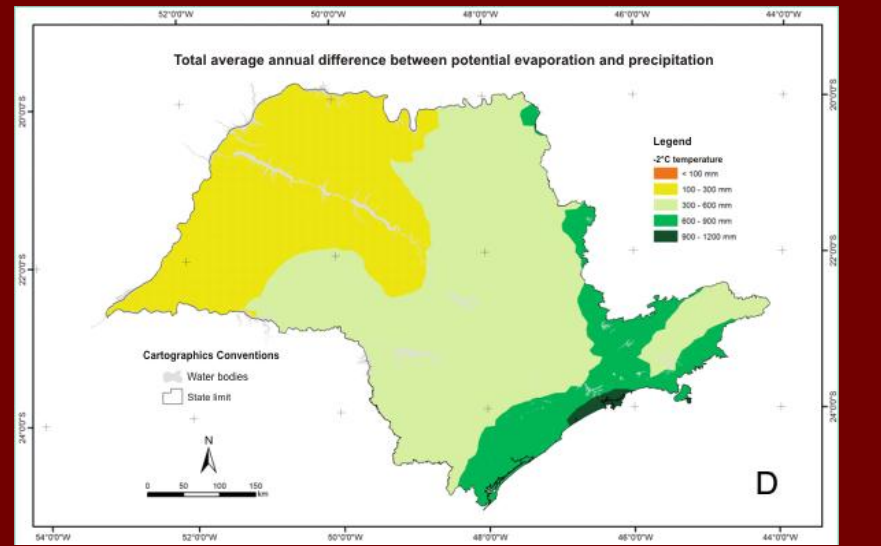 52°0'0"W 50°0'0"W 48°0'0"W 46°0'0"W 44°0'0"W
Total average annual difference between potential evaporation and precipitation
20°0'0"S 20°0'0"S
Legend
-2°C temperature
< 100 mm
100 - 300 mm
300 - 600 mm
600 - 900 mm
900 - 1200 mm
22°0'0"S 22°0'0"S
Cartographics Conventions
Water bodies
State limit
24°0'0"S 24°0'0"S
N
0 50 100 150
km
D
54°0'0"W 52°0'0"W 50°0'0"W 48°0'0"W 46°0'0"W 44°0'0"W